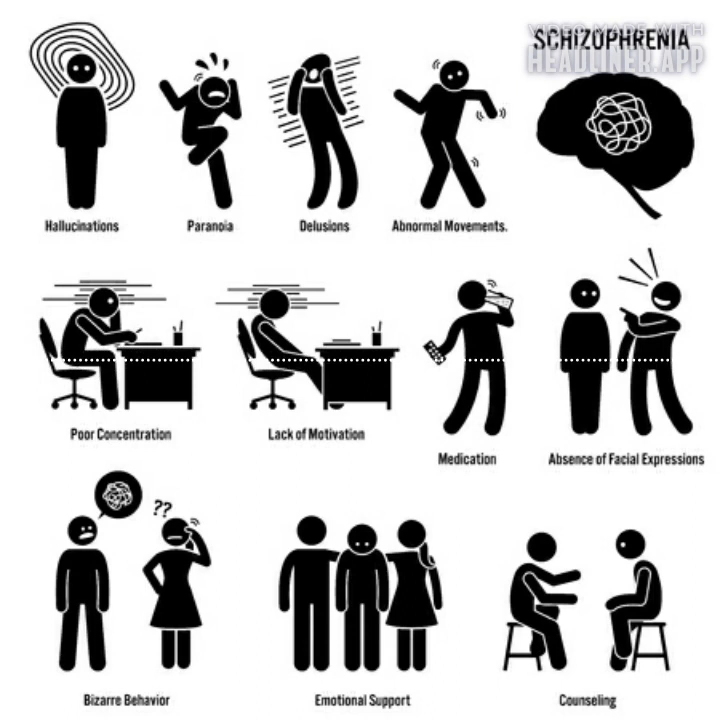 VIDEO MADE WITH
SCHIZOPHRENIA
HEADLINER.APP
Hallucinations
Paranoia
Delusions
Abnormal Movements.
Poor Concentration
Lack of Motivation
Medication
Absence of Facial Expressions
??
Bizarre Behavior
Emotional Support
Counseling